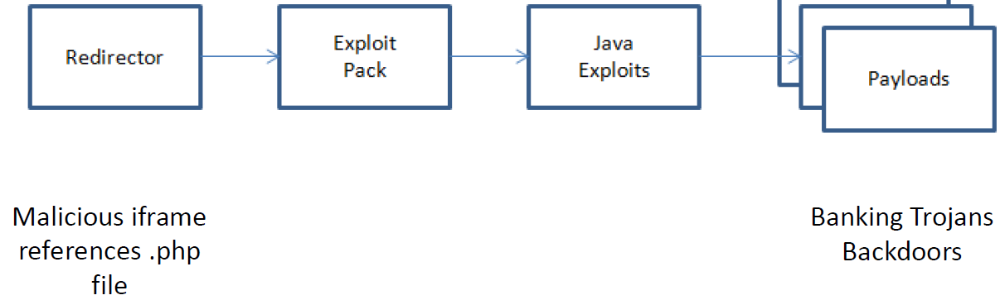 Redirector
Exploit
Pack
Java
Exploits
Payloads
Malicious iframe
references .php
file
Banking Trojans
Backdoors